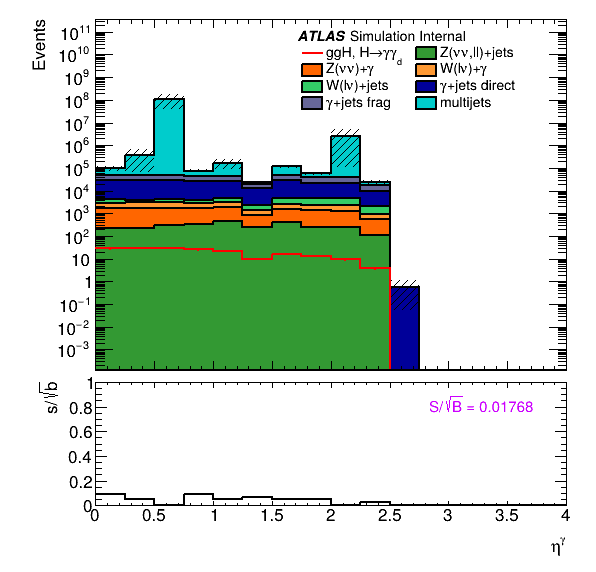 Events
10¹¹
10¹⁰
10⁹
10⁸
10⁷
10⁶
10⁵
10⁴
10³
10²
10
1
10⁻¹
10⁻²
10⁻³
ATLAS Simulation Internal
ggH, H→γγ_d
Z(νν,ll)+jets
Z(νν)+γ
W(lν)+γ
W(lν)+jets
γ+jets direct
γ+jets frag
multijets
s/√b
1
0.8
0.6
0.4
0.2
0
S/√B = 0.01768
0 0.5 1 1.5 2 2.5 3 3.5 4
η^γ